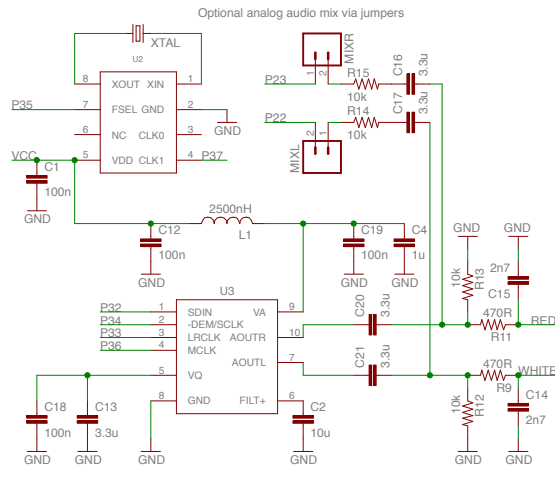 Optional analog audio mix via jumpers
XTAL
U2
8 XOUT XIN 1
P35 7 FSEL GND 2
GND
6 NC CLK0 3
VCC 5 VDD CLK1 4 P37
C1
100n
GND
MIXR
1 2
P23
R15
10k
C16
3.3u
P22
R14
10k
C17
3.3u
2 1
MIXL
2500nH
L1
C12
100n
GND
C19
100n
GND
C4
1u
GND
U3
P32 1 SDIN VA 9
P34 2 -DEM/SCLK
P33 3 LRCLK AOUTR 10
P36 4 MCLK
AOUTL 7
5 VQ
8 GND FILT+ 6
C20
3.3u
C21
3.3u
GND
10k
R13
GND
2n7
C15
470R
R11
RED
470R
R9
WHITE
10k
R12
GND
C14
2n7
GND
C18
100n
GND
C13
3.3u
GND
GND
C2
10u
GND